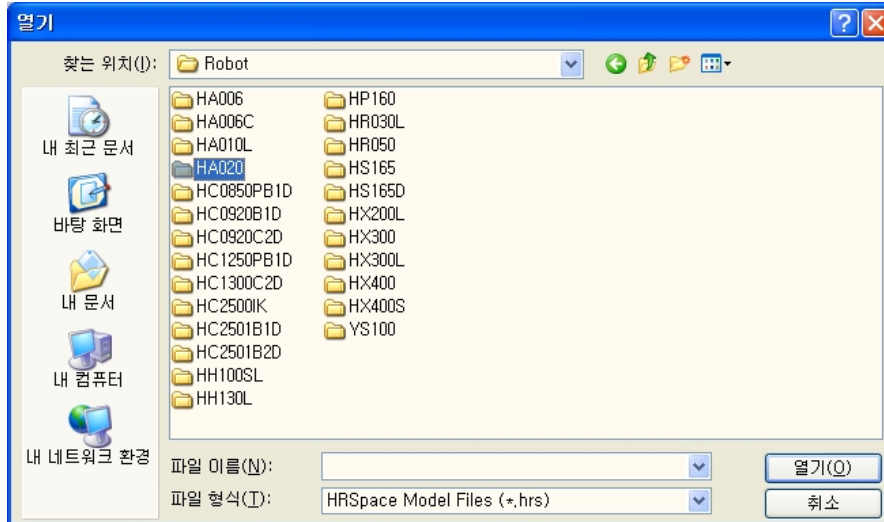 열기
찾는 위치(I): Robot
내 최근 문서
바탕 화면
내 문서
내 컴퓨터
내 네트워크 환경
HA006
HA006C
HA010L
HA020
HC0850PB1D
HC0920B1D
HC0920C2D
HC1250PB1D
HC1300C2D
HC2500IK
HC2501B1D
HC2501B2D
HH100SL
HH130L
HP160
HR030L
HR050
HS165
HS165D
HX200L
HX300
HX300L
HX400
HX400S
YS100
파일 이름(N):
열기(O)
파일 형식(T): HRSpace Model Files (*.hrs)
취소